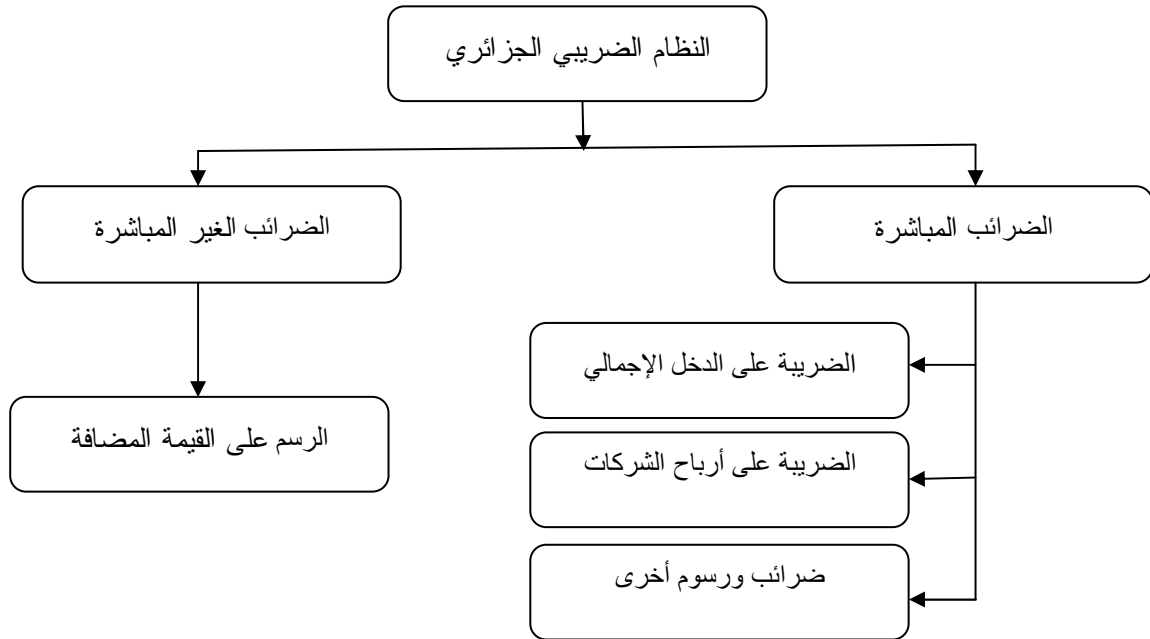 النظام الضريبي الجزائري
الضرائب المباشرة
الضرائب الغير المباشرة
الضريبة على الدخل الإجمالي
الرسم على القيمة المضافة
الضريبة على أرباح الشركات
ضرائب ورسوم أخرى